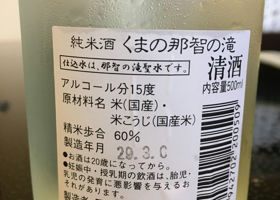 純米酒 くまの那智の滝
仕込水は、那智の滝聖水です。
清酒
内容量500ml
アルコール分15度
原材料名 米(国産)・
米こうじ(国産米)
精米歩合 60%
製造年月 29.3.C
●お酒は20歳になってから。
●妊娠中・授乳期の飲酒は、胎児・
乳児の発育に悪影響を与えるお
それがあります。